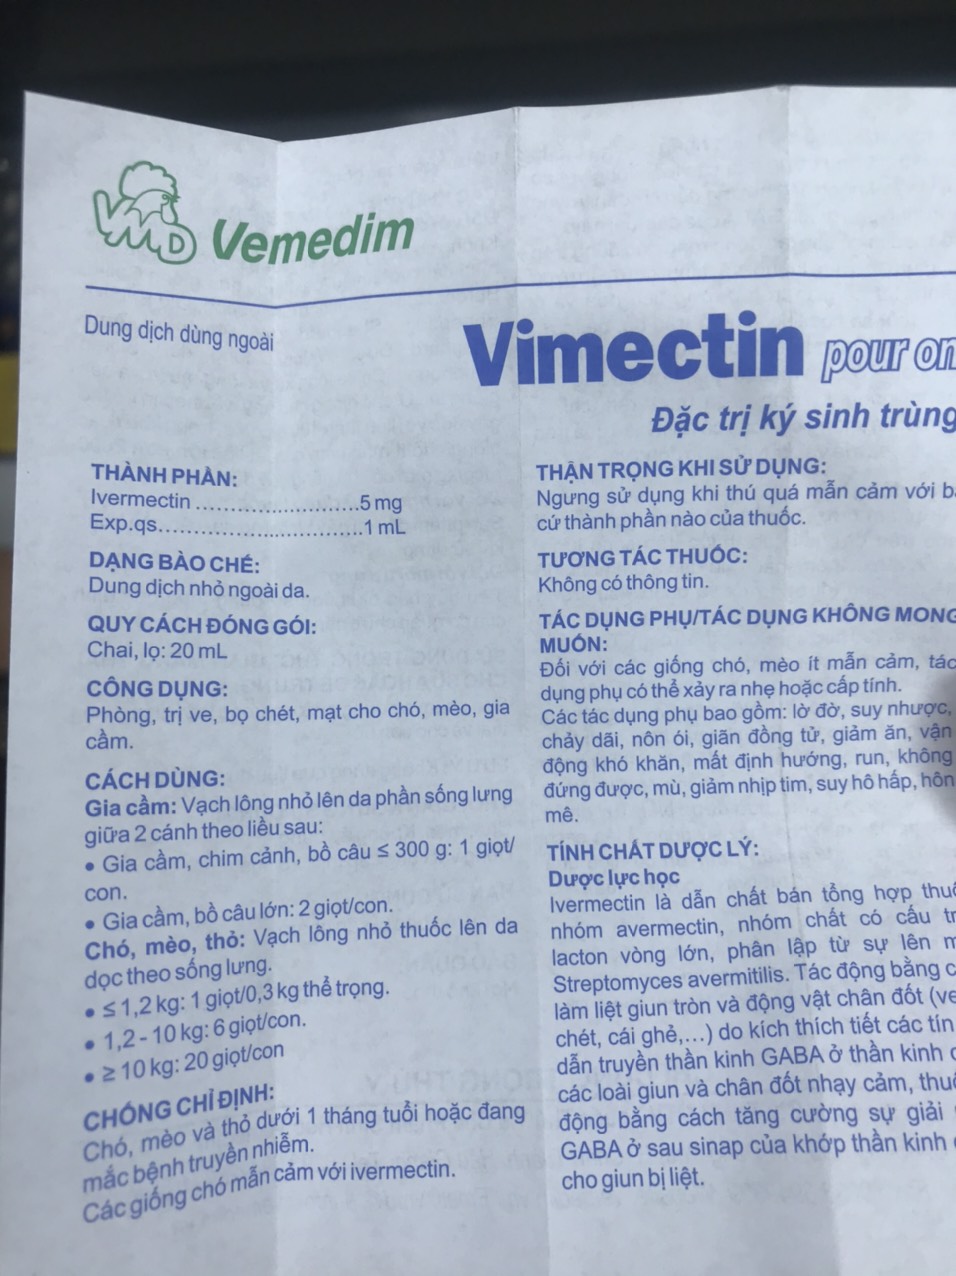 VMD Vemedim
Dung dịch dùng ngoài
Vimectin pour on
Đặc trị ký sinh trùng
THÀNH PHẦN:
Ivermectin ........................5 mg
Exp.qs..............................1 mL
DẠNG BÀO CHẾ:
Dung dịch nhỏ ngoài da.
QUY CÁCH ĐÓNG GÓI:
Chai, lọ: 20 mL
CÔNG DỤNG:
Phòng, trị ve, bọ chét, mạt cho chó, mèo, gia
cầm.
CÁCH DÙNG:
Gia cầm: Vạch lông nhỏ lên da phần sống lưng
giữa 2 cánh theo liều sau:
• Gia cầm, chim cảnh, bồ câu ≤ 300 g: 1 giọt/
con.
• Gia cầm, bồ câu lớn: 2 giọt/con.
Chó, mèo, thỏ: Vạch lông nhỏ thuốc lên da
dọc theo sống lưng.
• ≤ 1,2 kg: 1 giọt/0,3 kg thể trọng.
• 1,2 - 10 kg: 6 giọt/con.
• ≥ 10 kg: 20 giọt/con
CHỐNG CHỈ ĐỊNH:
Chó, mèo và thỏ dưới 1 tháng tuổi hoặc đang
mắc bệnh truyền nhiễm.
Các giống chó mẫn cảm với ivermectin.
THẬN TRỌNG KHI SỬ DỤNG:
Ngưng sử dụng khi thú quá mẫn cảm với
cứ thành phần nào của thuốc.
TƯƠNG TÁC THUỐC:
Không có thông tin.
TÁC DỤNG PHỤ/TÁC DỤNG KHÔNG MONG
MUỐN:
Đối với các giống chó, mèo ít mẫn cảm, tác
dụng phụ có thể xảy ra nhẹ hoặc cấp tính.
Các tác dụng phụ bao gồm: lờ đờ, suy nhược,
chảy dãi, nôn ói, giãn đồng tử, giảm ăn, vận
động khó khăn, mất định hướng, run, không
đứng được, mù, giảm nhịp tim, suy hô hấp, hôn
mê.
TÍNH CHẤT DƯỢC LÝ:
Dược lực học
Ivermectin là dẫn chất bán tổng hợp
nhóm avermectin, nhóm chất có cấu
lacton vòng lớn, phân lập từ sự lên
Streptomyces avermitilis. Tác động bằng
làm liệt giun tròn và động vật chân đốt (ve
chét, cái ghẻ,...) do kích thích tiết các tín
dẫn truyền thần kinh GABA ở thần kinh
các loài giun và chân đốt nhạy cảm,
động bằng cách tăng cường sự giải
GABA ở sau sinap của khớp thần kinh
cho giun bị liệt.